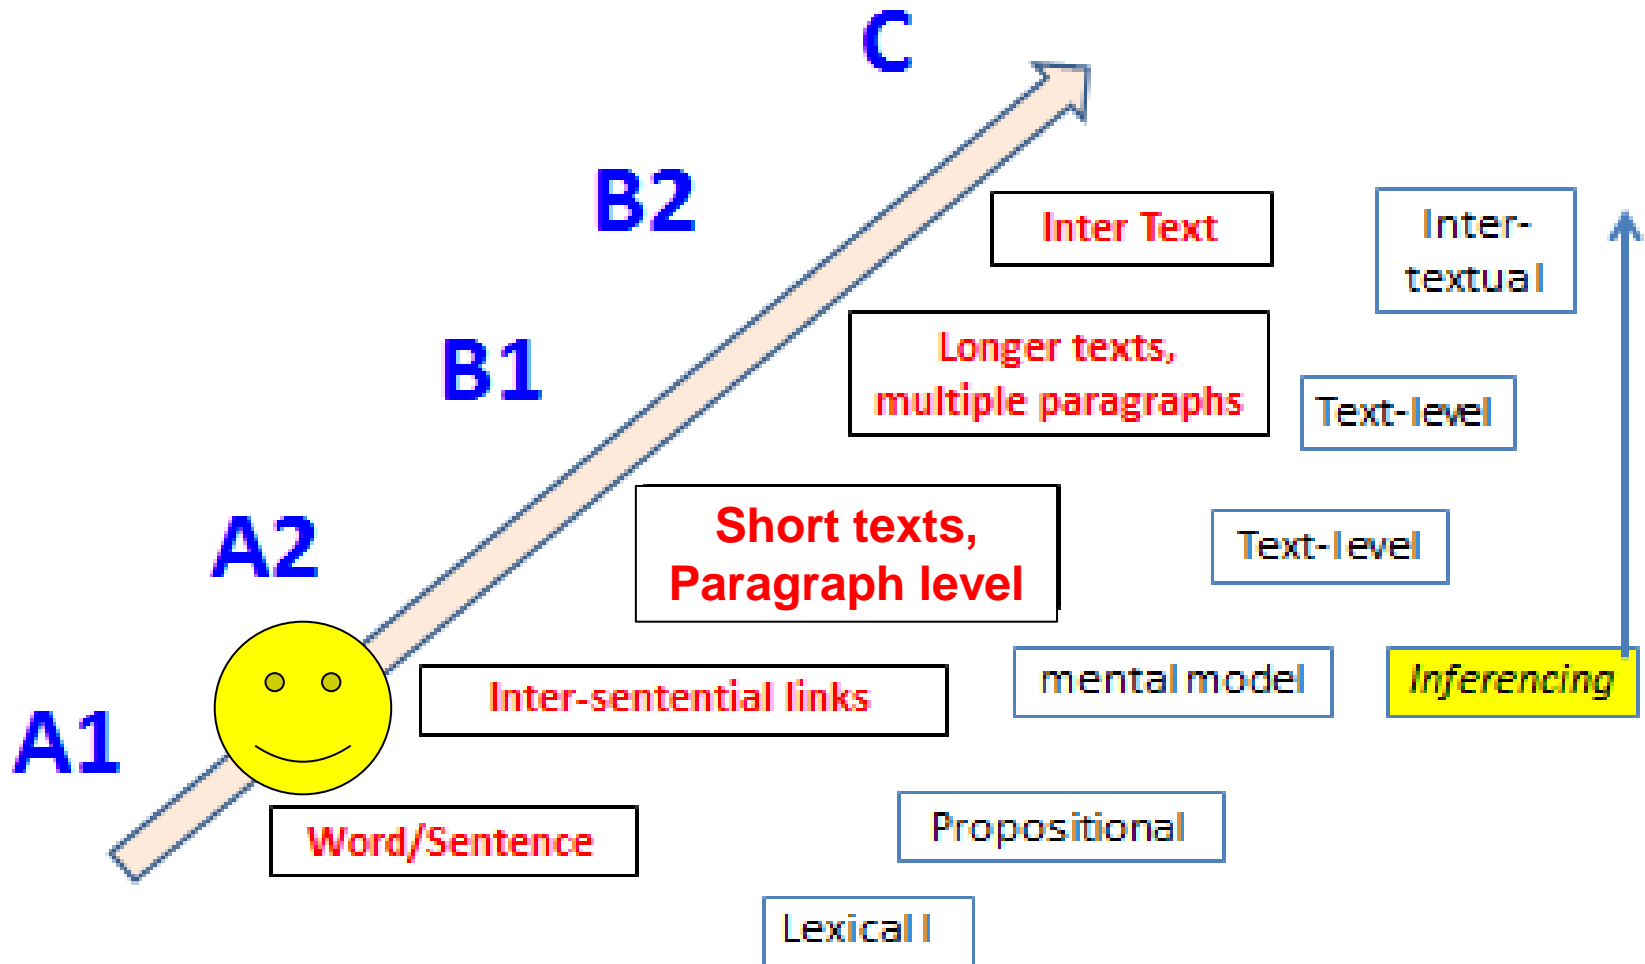 C
B2
Inter Text
Inter-
textual
B1
Longer texts,
multiple paragraphs
Text-level
A2
Short texts,
Paragraph level
Text-level
A1
Inter-sentential links
mental model
Inferencing
Word/Sentence
Propositional
Lexical l